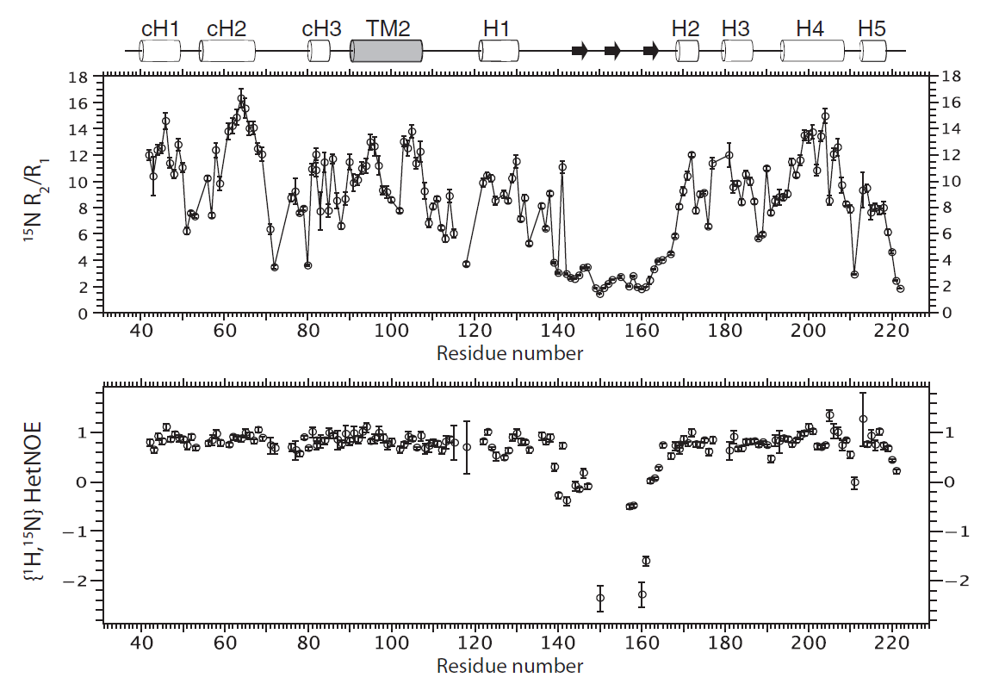 cH1 cH2 cH3 TM2 H1 H2 H3 H4 H5
18 18
16 16
14 14
12 12
10 10
8 8
6 6
4 4
2 2
0 0
¹⁵N R₂/R₁
40 60 80 100 120 140 160 180 200 220
Residue number
1 1
0 0
−1 −1
−2 −2
{¹H,¹⁵N} HetNOE
40 60 80 100 120 140 160 180 200 220
Residue number